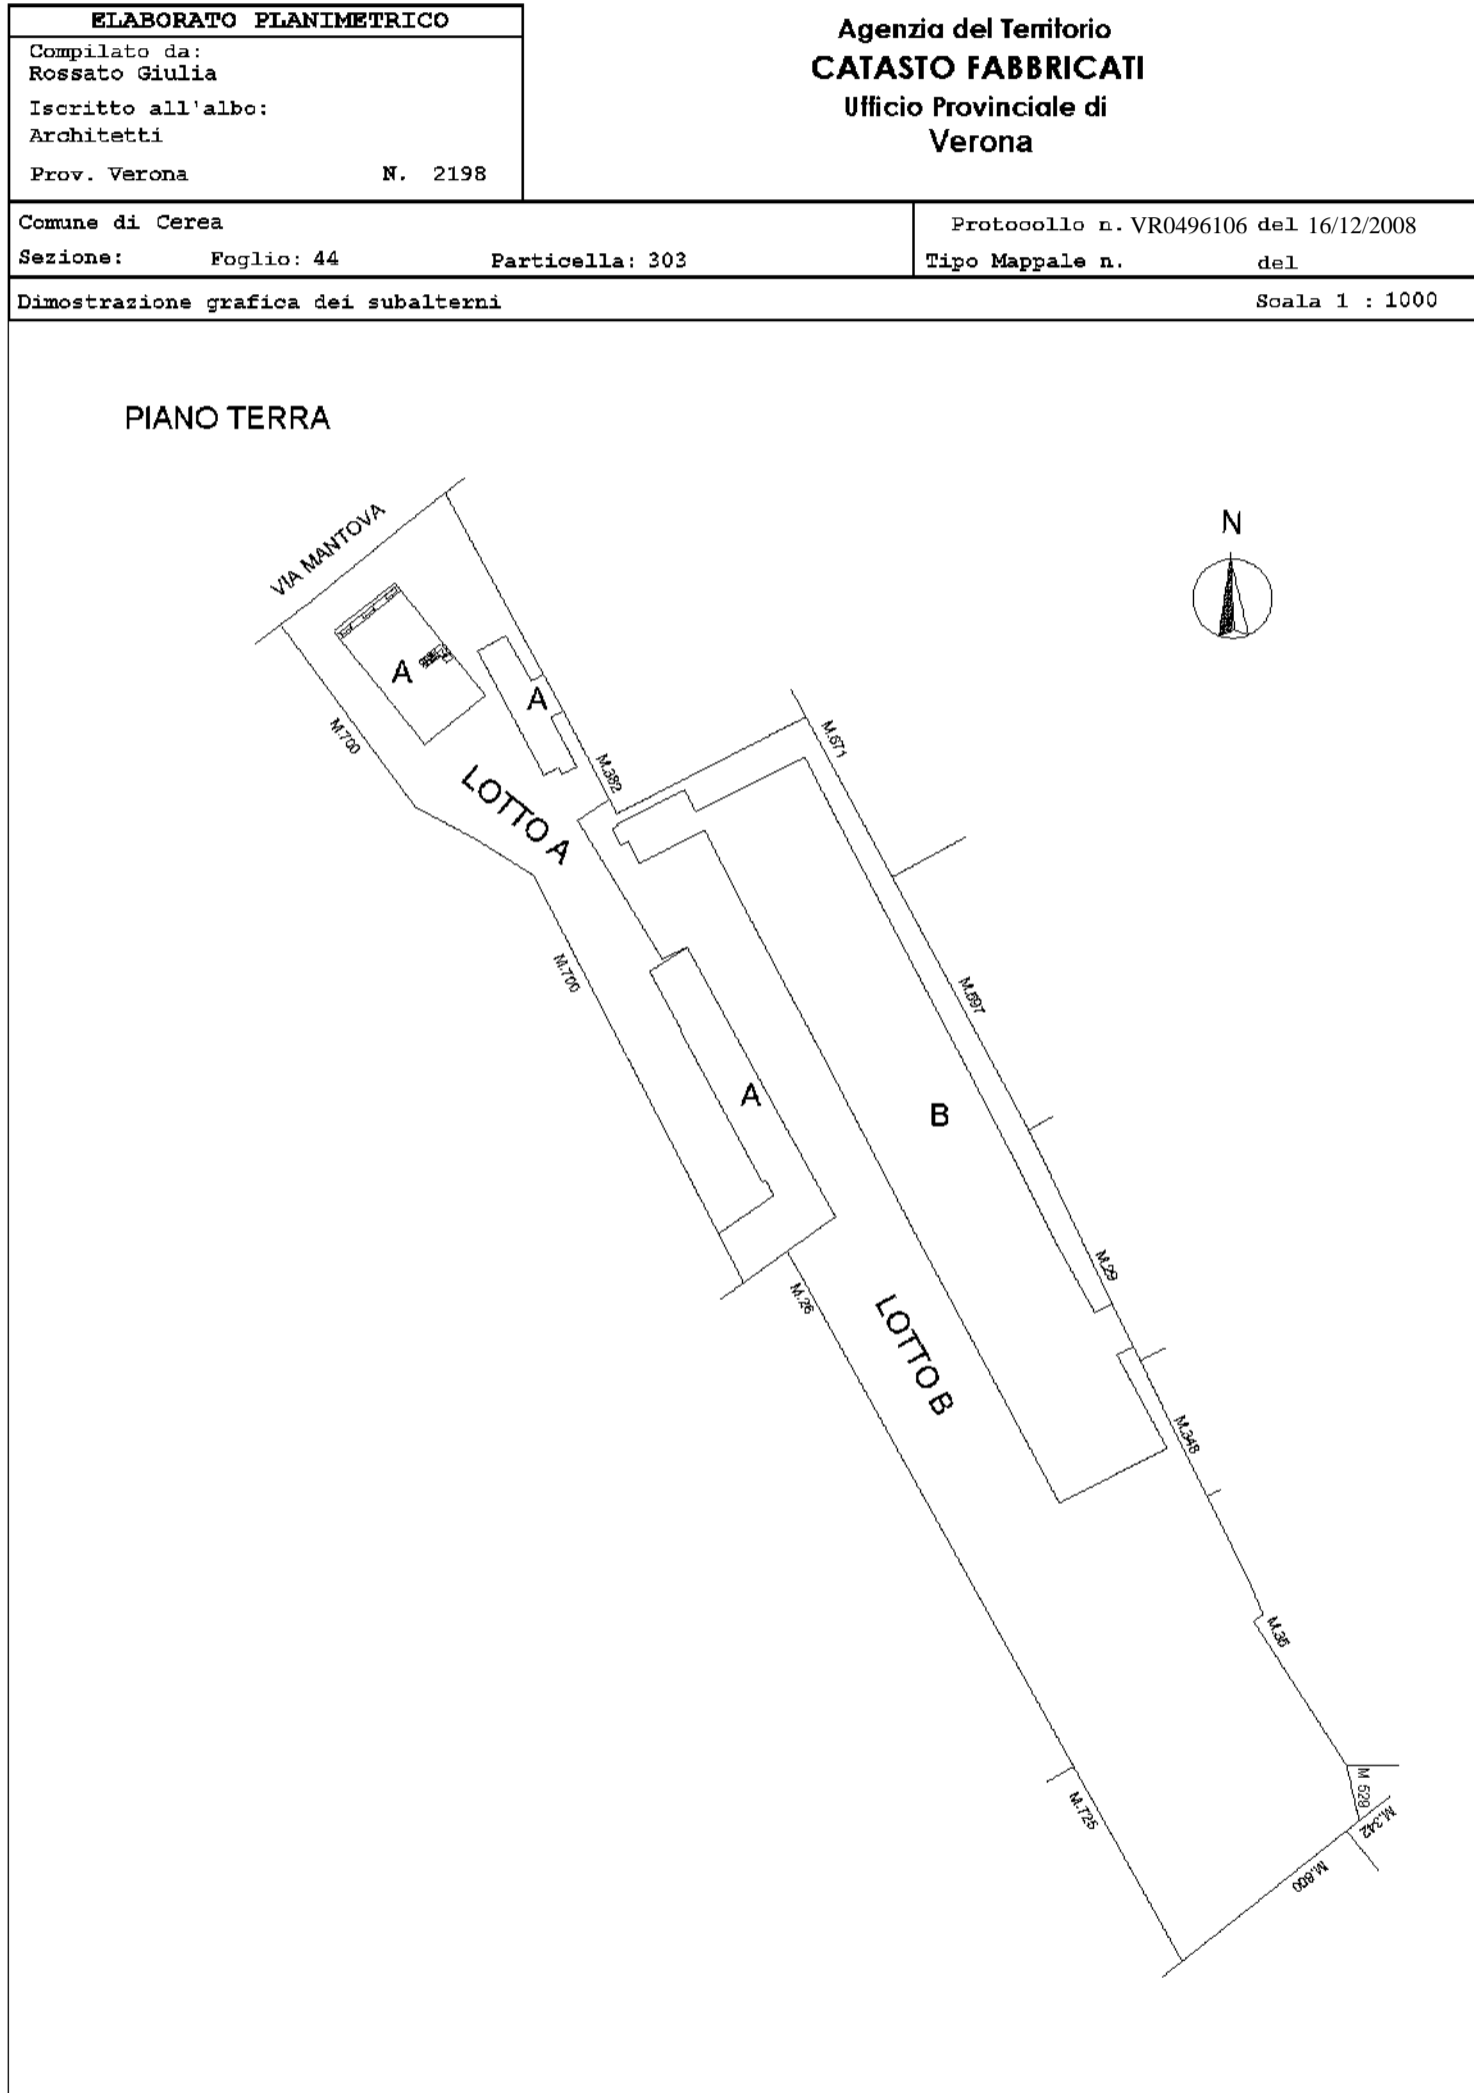 ELABORATO PLANIMETRICO
Compilato da:
Rossato Giulia
Iscritto all'albo:
Architetti
Prov. Verona N. 2198
Agenzia del Territorio
CATASTO FABBRICATI
Ufficio Provinciale di
Verona
Comune di Cerea
Sezione: Foglio: 44 Particella: 303
Protocollo n. VR0496106 del 16/12/2008
Tipo Mappale n. del
Dimostrazione grafica dei subalterni Scala 1 : 1000
PIANO TERRA
VIA MANTOVA
N
A
A
M.700
M.382
M.671
LOTTO A
M.700
M.697
A
B
M.29
M.26
LOTTO B
M.348
M.36
M 529
M.342
M.725
M.800